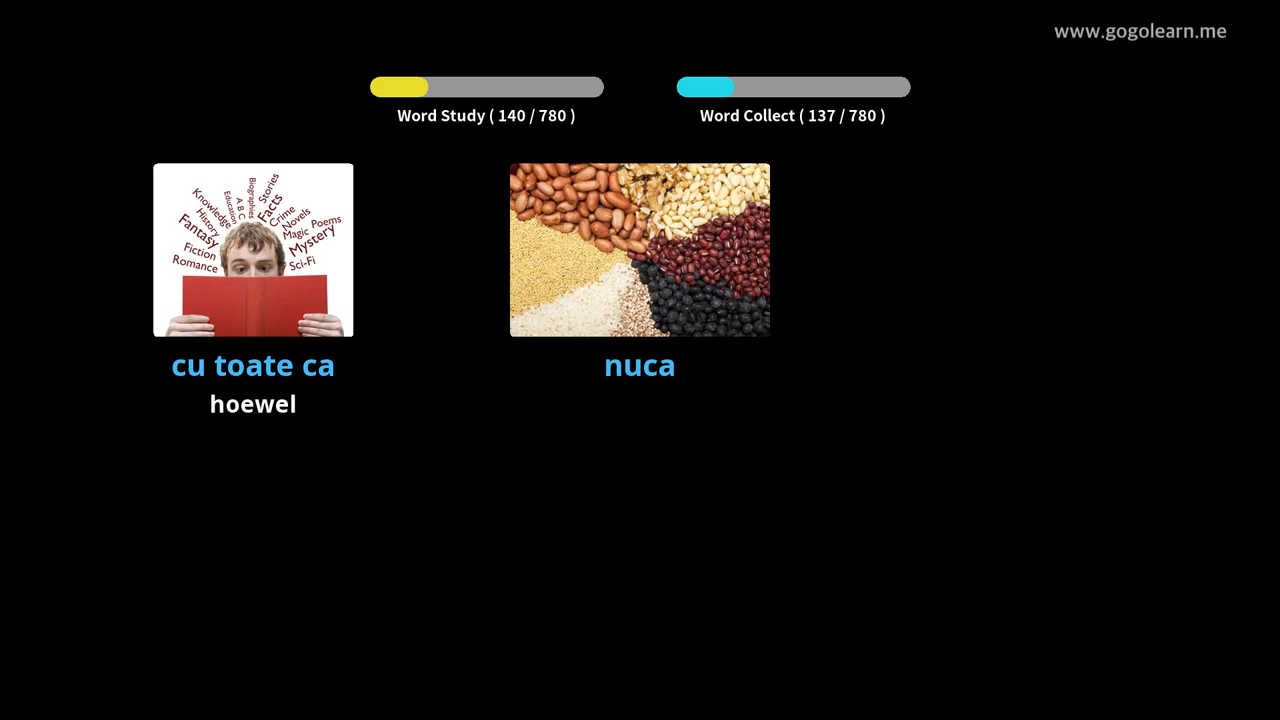 www.gogolearn.me
Word Study ( 140 / 780 )
Word Collect ( 137 / 780 )
Biographies
Stories
Knowledge
Education
A B C
Facts
Crime
History
Novels
Fantasy
Magic
Poems
Mystery
Fiction
Romance
Sci-Fi
cu toate ca
hoewel
nuca